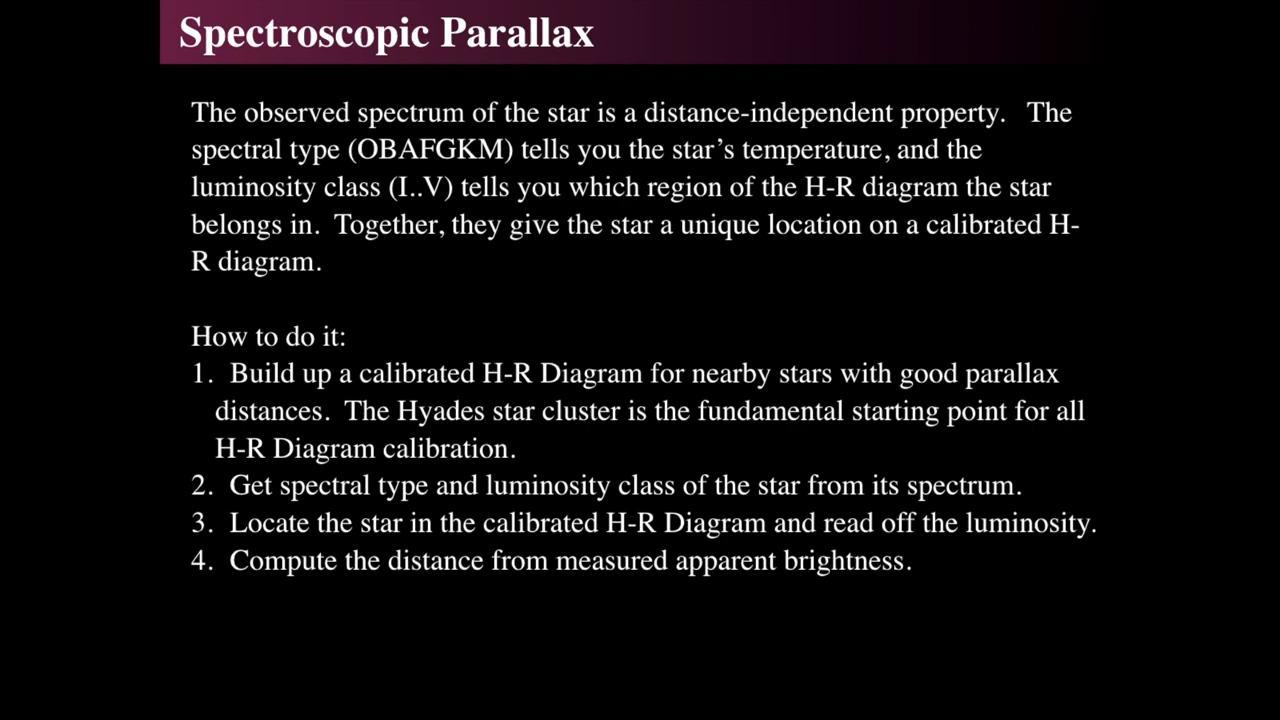 Spectroscopic Parallax
The observed spectrum of the star is a distance-independent property.   The
spectral type (OBAFGKM) tells you the star’s temperature, and the
luminosity class (I..V) tells you which region of the H-R diagram the star
belongs in.  Together, they give the star a unique location on a calibrated H-
R diagram.
How to do it:
1.  Build up a calibrated H-R Diagram for nearby stars with good parallax
distances.  The Hyades star cluster is the fundamental starting point for all
H-R Diagram calibration.
2.  Get spectral type and luminosity class of the star from its spectrum.
3.  Locate the star in the calibrated H-R Diagram and read off the luminosity.
4.  Compute the distance from measured apparent brightness.